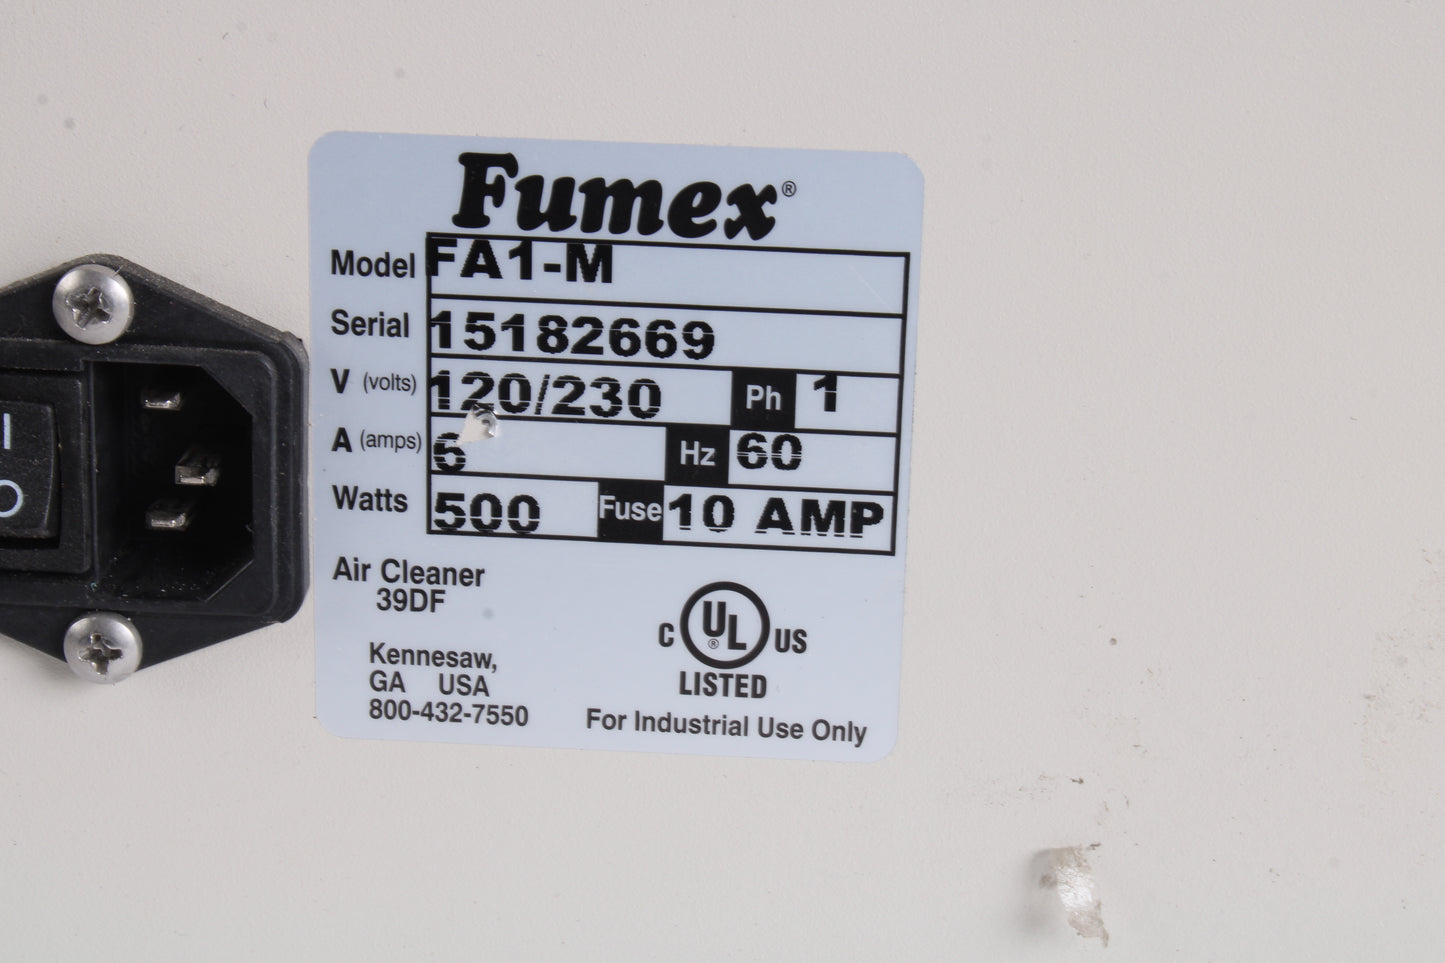 Fumex®
Model FA1-M
Serial 15182669
V (volts) 120/230 Ph 1
A (amps) 6 Hz 60
Watts 500 Fuse 10 AMP
Air Cleaner
39DF
Kennesaw,
GA USA
800-432-7550
C UL® US
LISTED
For Industrial Use Only
I
O